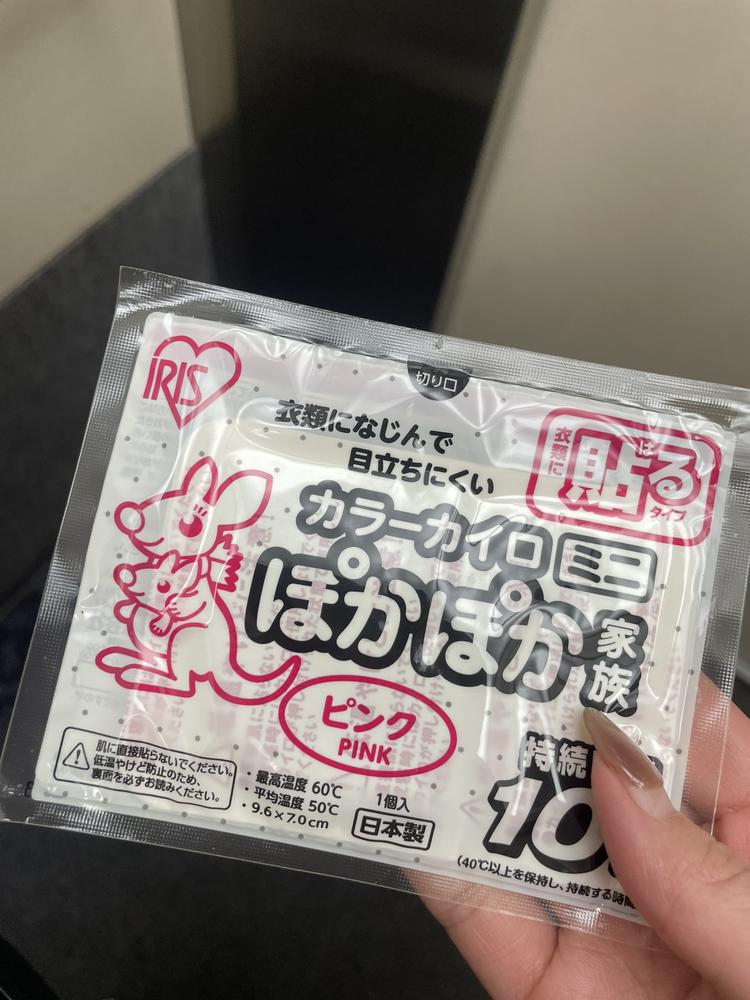 切り口
IRIS
衣類になじんで
目立ちにくい
衣類に
貼る
は
タイプ
カラーカイロ ミニ
ぽかぽか
家族
ピンク
PINK
肌に直接貼らないでください。
低温やけど防止のため、
裏面を必ずお読みください。
・最高温度 60℃
・平均温度 50℃
・9.6×7.0cm
1個入
日本製
持続
10
(40℃以上を保持し、持続する時間